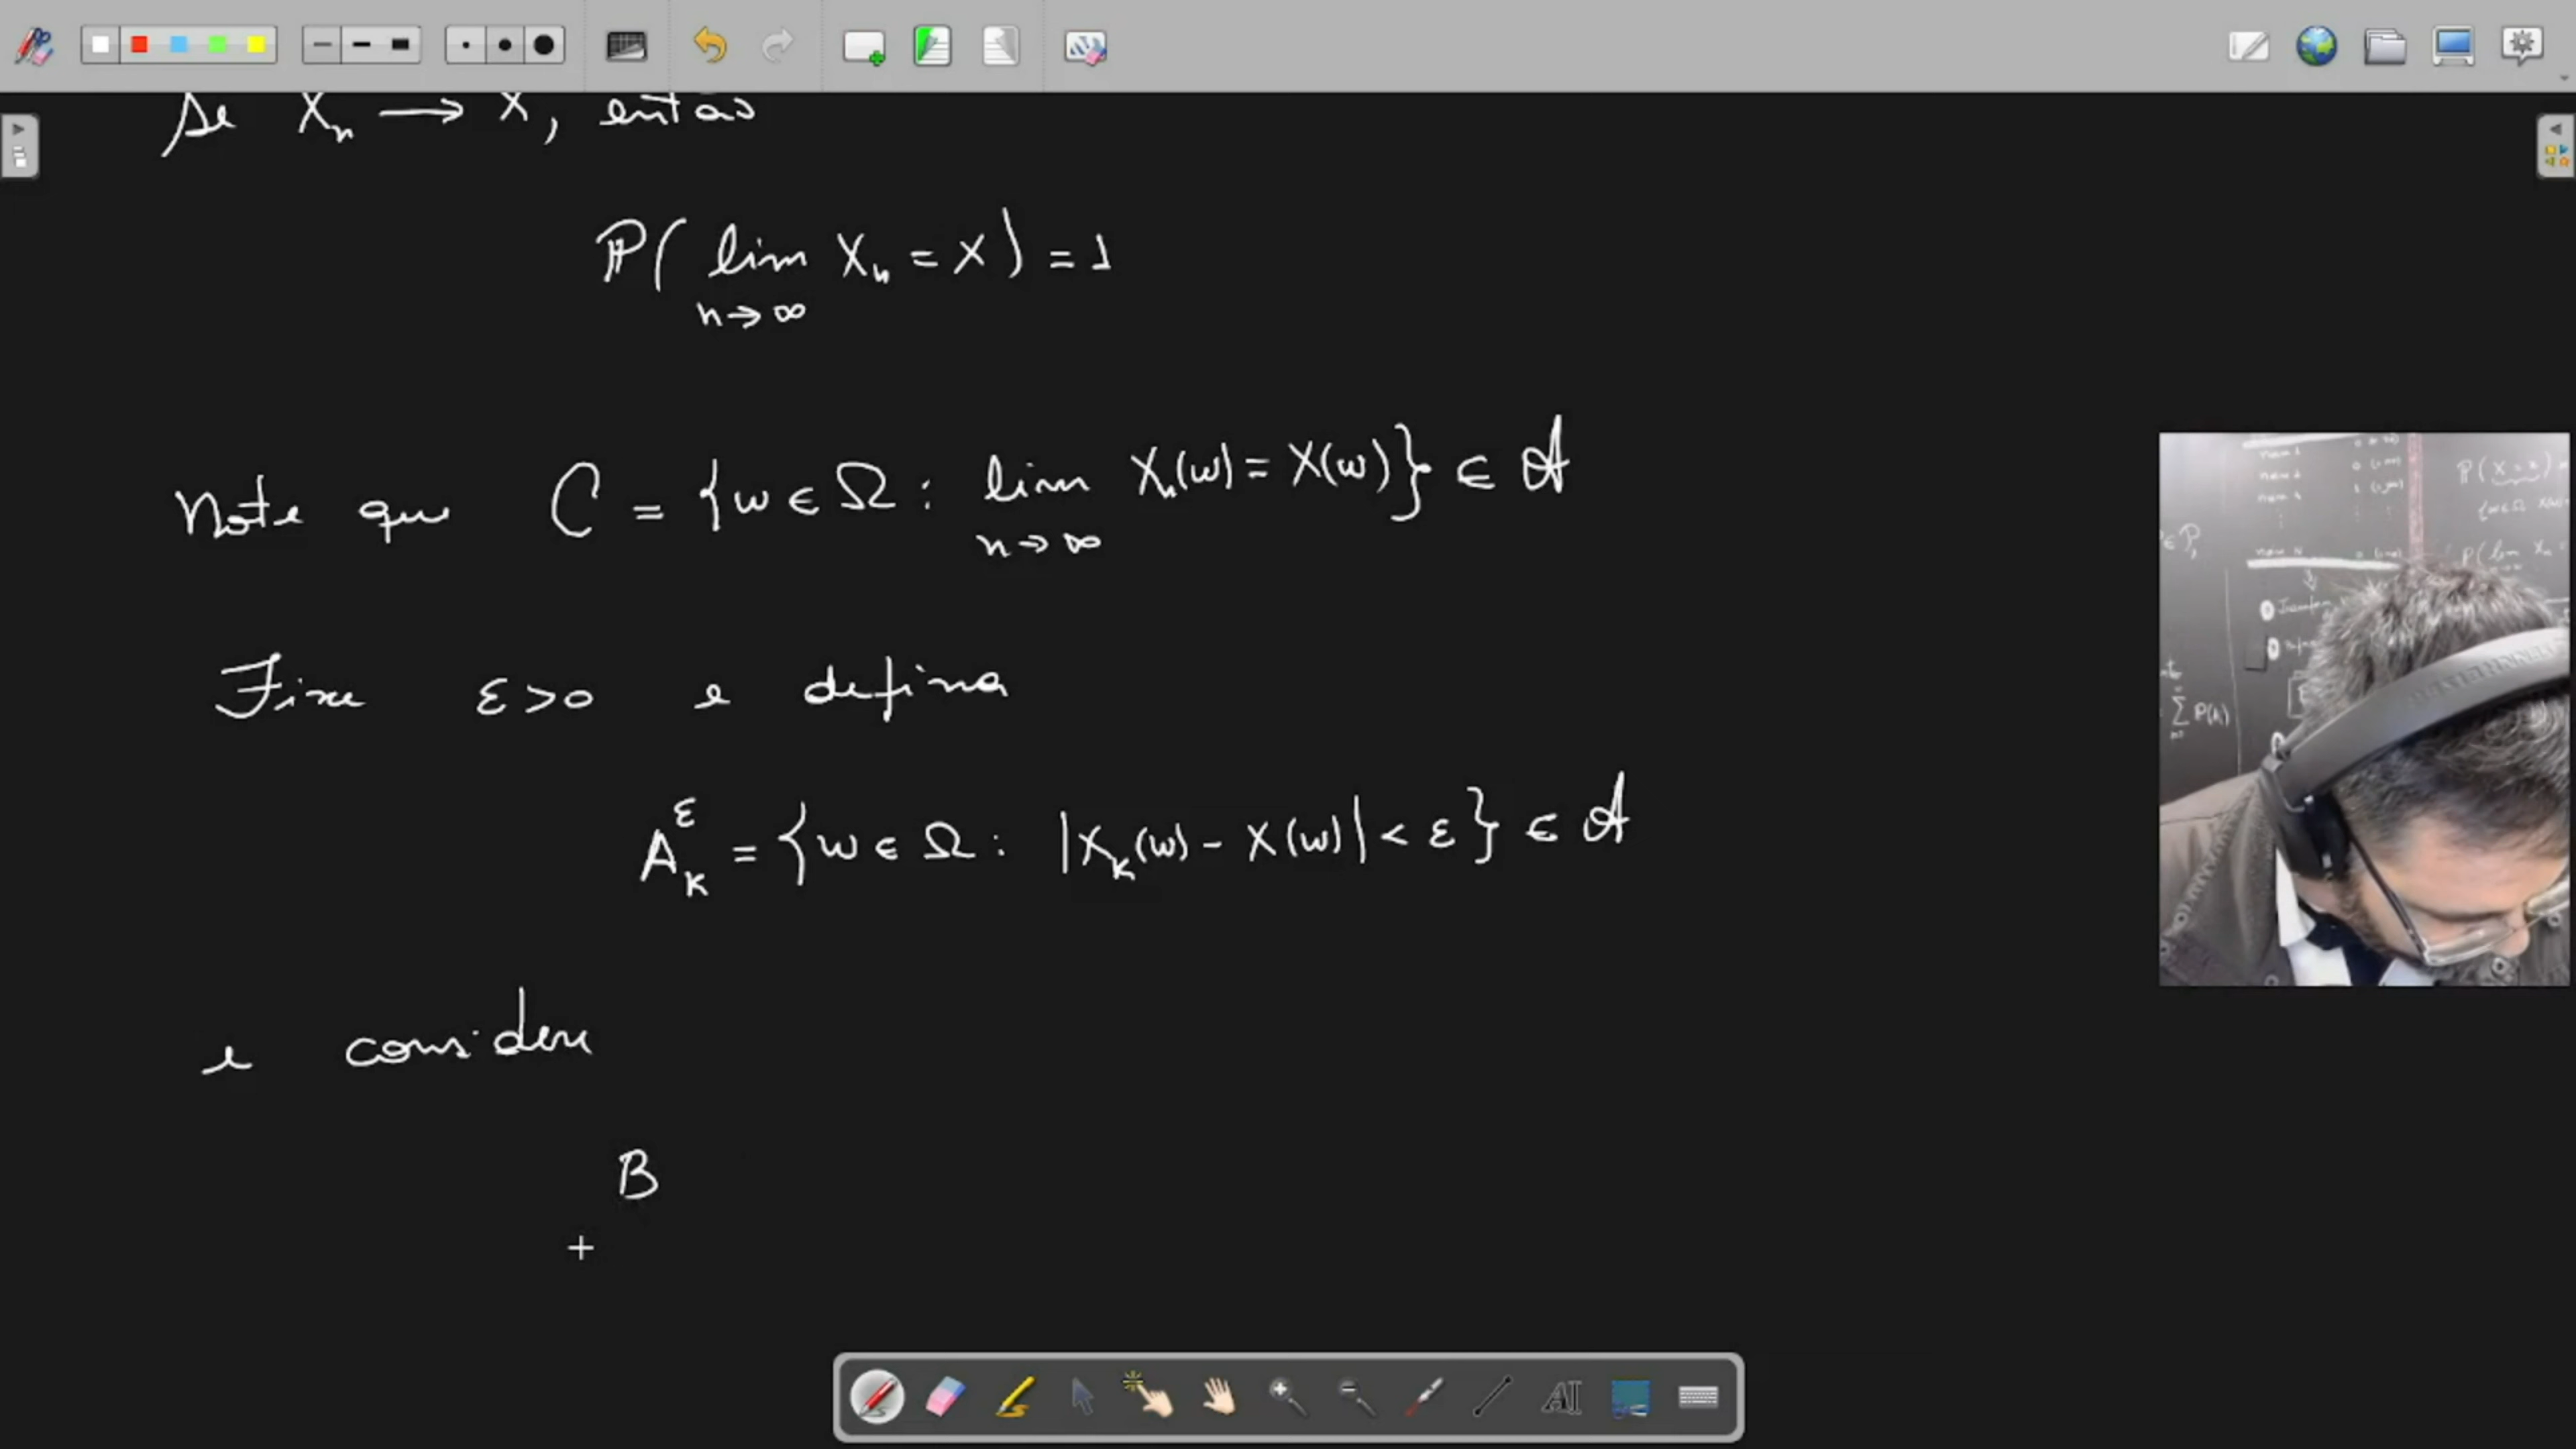 Se Xₙ → X, então
ℙ( lim Xₙ = X ) = 1
n→∞
Note que C = {w ∈ Ω : lim Xₙ(w) = X(w)} ∈ 𝒜
n→∞
Fixe ε>0 e defina
A_k^ε = {w ∈ Ω : |X_k(w) - X(w)| < ε} ∈ 𝒜
e considere
B